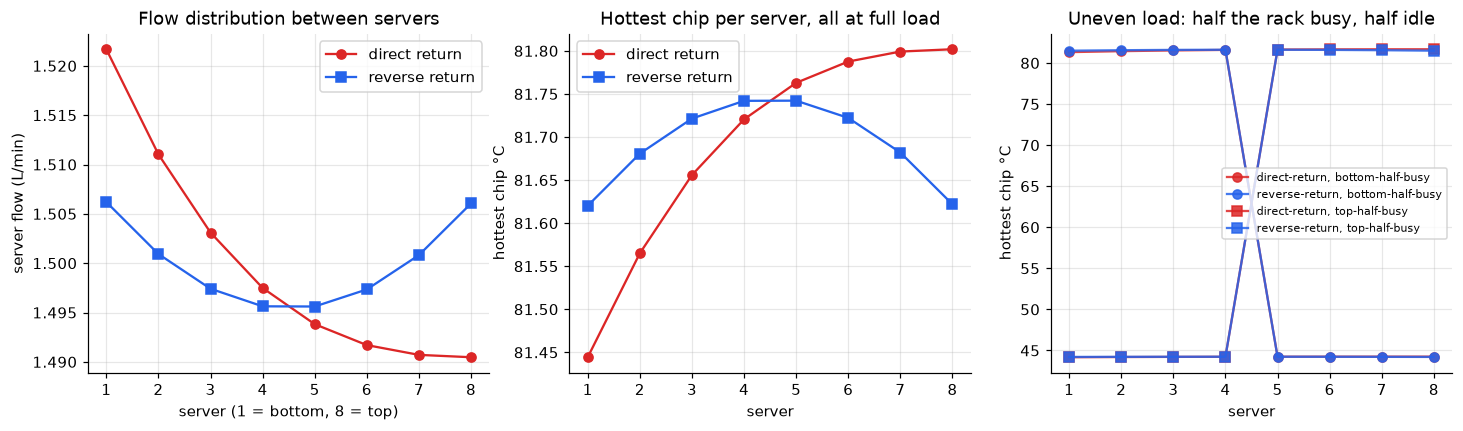 Flow distribution between servers
server flow (L/min)
1.520
1.515
1.510
1.505
1.500
1.495
1.490
direct return
reverse return
1 2 3 4 5 6 7 8
server (1 = bottom, 8 = top)
Hottest chip per server, all at full load
hottest chip °C
81.80
81.75
81.70
81.65
81.60
81.55
81.50
81.45
direct return
reverse return
1 2 3 4 5 6 7 8
server
Uneven load: half the rack busy, half idle
hottest chip °C
80
75
70
65
60
55
50
45
direct-return, bottom-half-busy
reverse-return, bottom-half-busy
direct-return, top-half-busy
reverse-return, top-half-busy
1 2 3 4 5 6 7 8
server